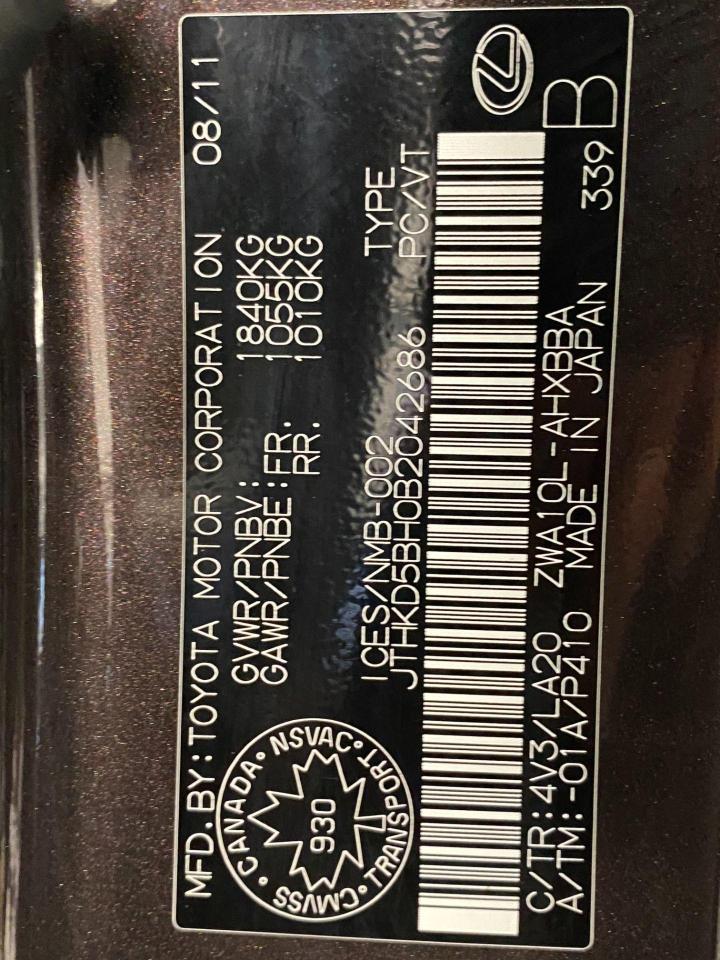 MFD. BY: TOYOTA MOTOR CORPORATION 08/11
GVWR/PNBV: 1840KG
GAWR/PNBE: FR. 1055KG
RR. 1010KG
CANADA • NSVAC • TRANSPORT • CMVSS •
930
ICES/NMB-002 TYPE
JTHKD5BH0B2042686 PC/VT
C/TR: 4V3/LA20 ZWA10L-AHXBBA B
A/TM: -01A/P410 MADE IN JAPAN 339